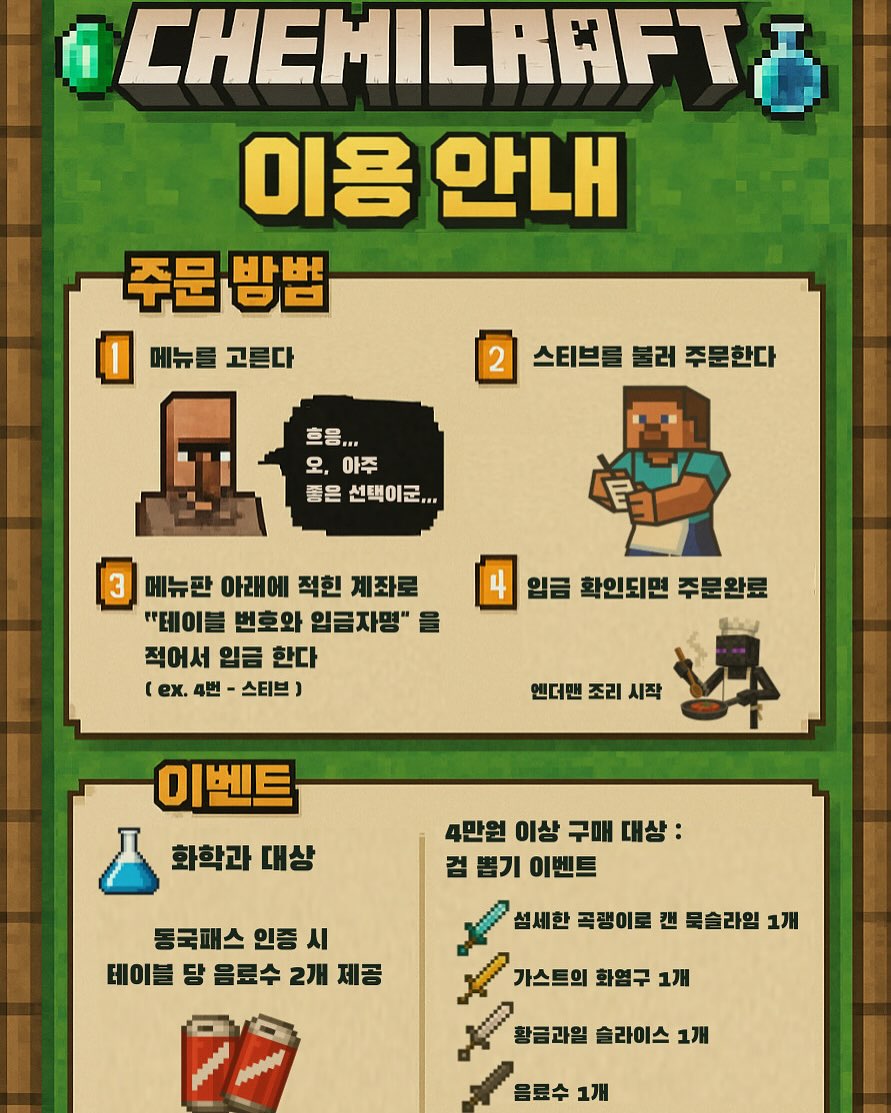 CHEMICRAFT
이용 안내
주문 방법
1 메뉴를 고른다
흐응,,,
오, 아주
좋은 선택이군,,,
2 스티브를 불러 주문한다
3 메뉴판 아래에 적힌 계좌로
“테이블 번호와 입금자명” 을
적어서 입금 한다
( ex. 4번 - 스티브 )
4 입금 확인되면 주문완료
엔더맨 조리 시작
이벤트
화학과 대상
동국패스 인증 시
테이블 당 음료수 2개 제공
4만원 이상 구매 대상 :
검 뽑기 이벤트
섬세한 곡괭이로 캔 묵슬라임 1개
가스트의 화염구 1개
황금과일 슬라이스 1개
음료수 1개